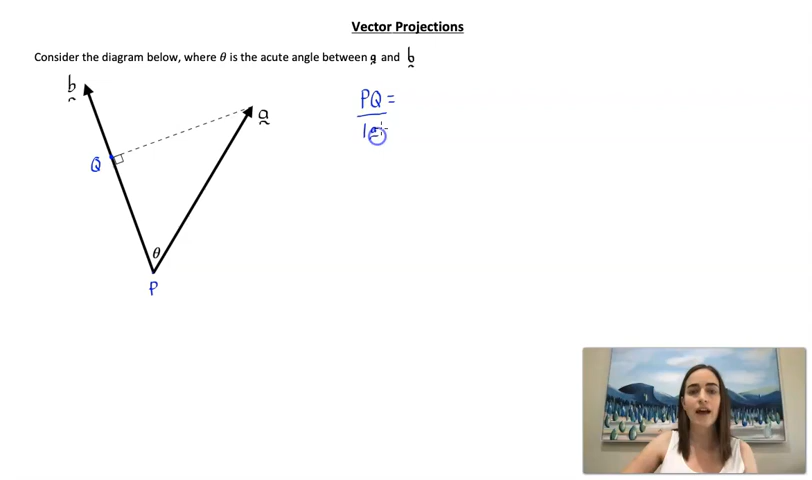 Vector Projections
Consider the diagram below, where θ is the acute angle between a and b
b
a
PQ =
|a|
Q
θ
P